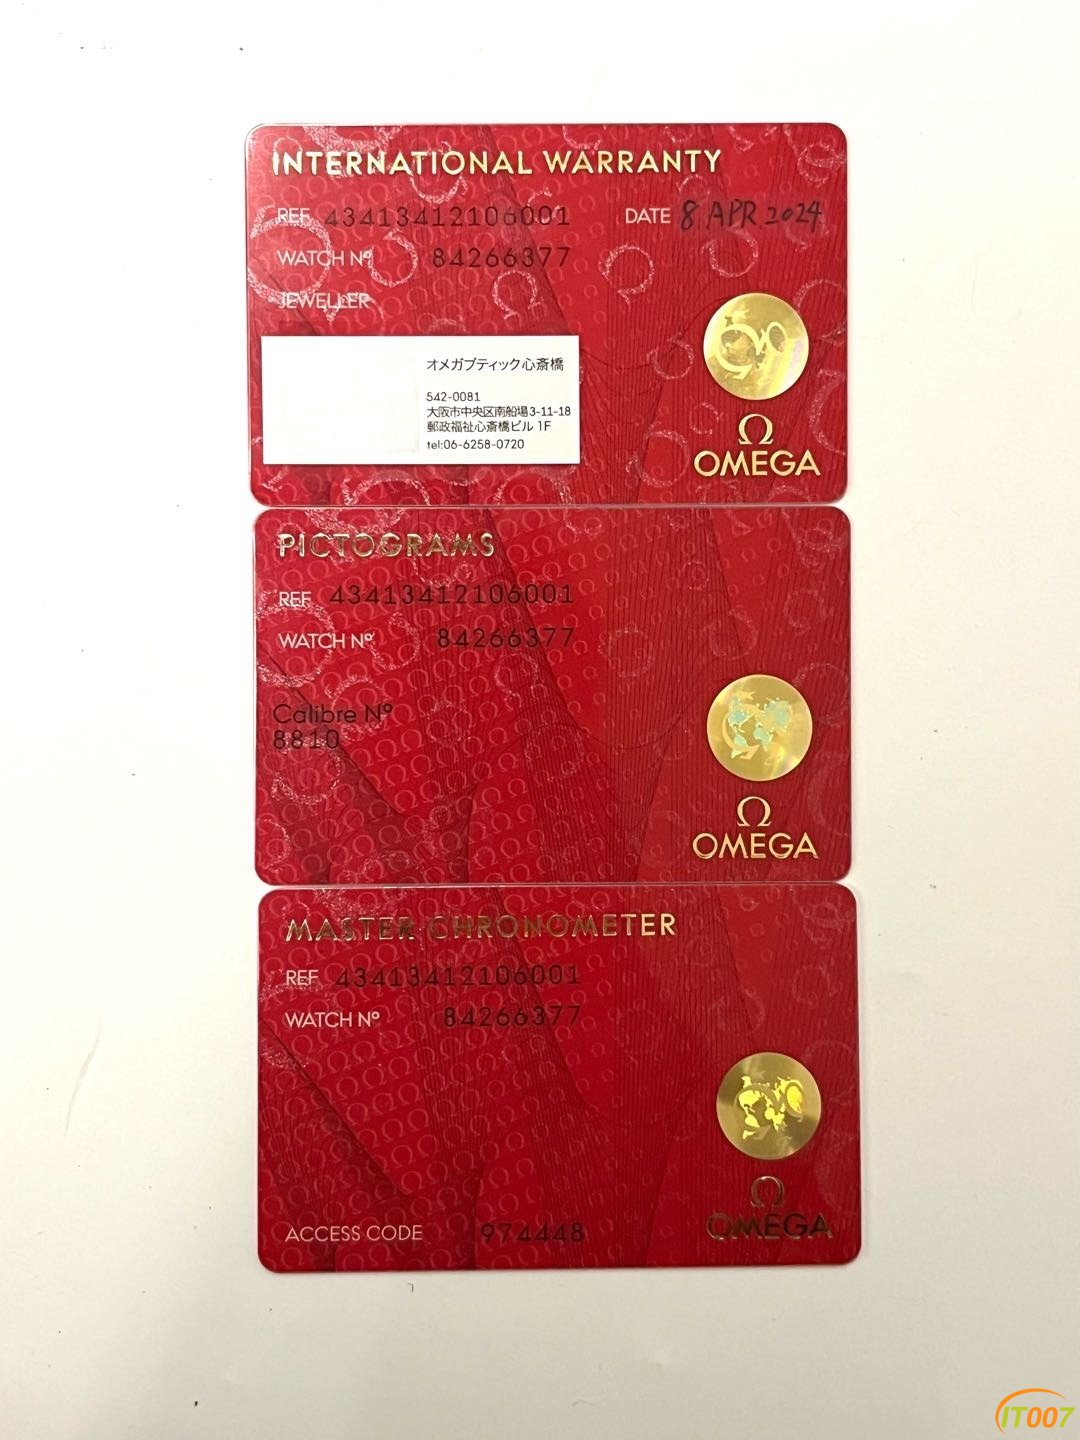 INTERNATIONAL WARRANTY
REF 43413412106001 DATE 8 APR. 2024
WATCH Nº 84266377
JEWELLER
オメガブティック心斎橋
542-0081
大阪市中央区南船場3-11-18
郵政福祉心斎橋ビル 1F
tel:06-6258-0720
Ω
OMEGA
PICTOGRAMS
REF 43413412106001
WATCH Nº 84266377
Calibre Nº
8810
Ω
OMEGA
MASTER CHRONOMETER
REF 43413412106001
WATCH Nº 84266377
ACCESS CODE 974448
Ω
OMEGA
IT007